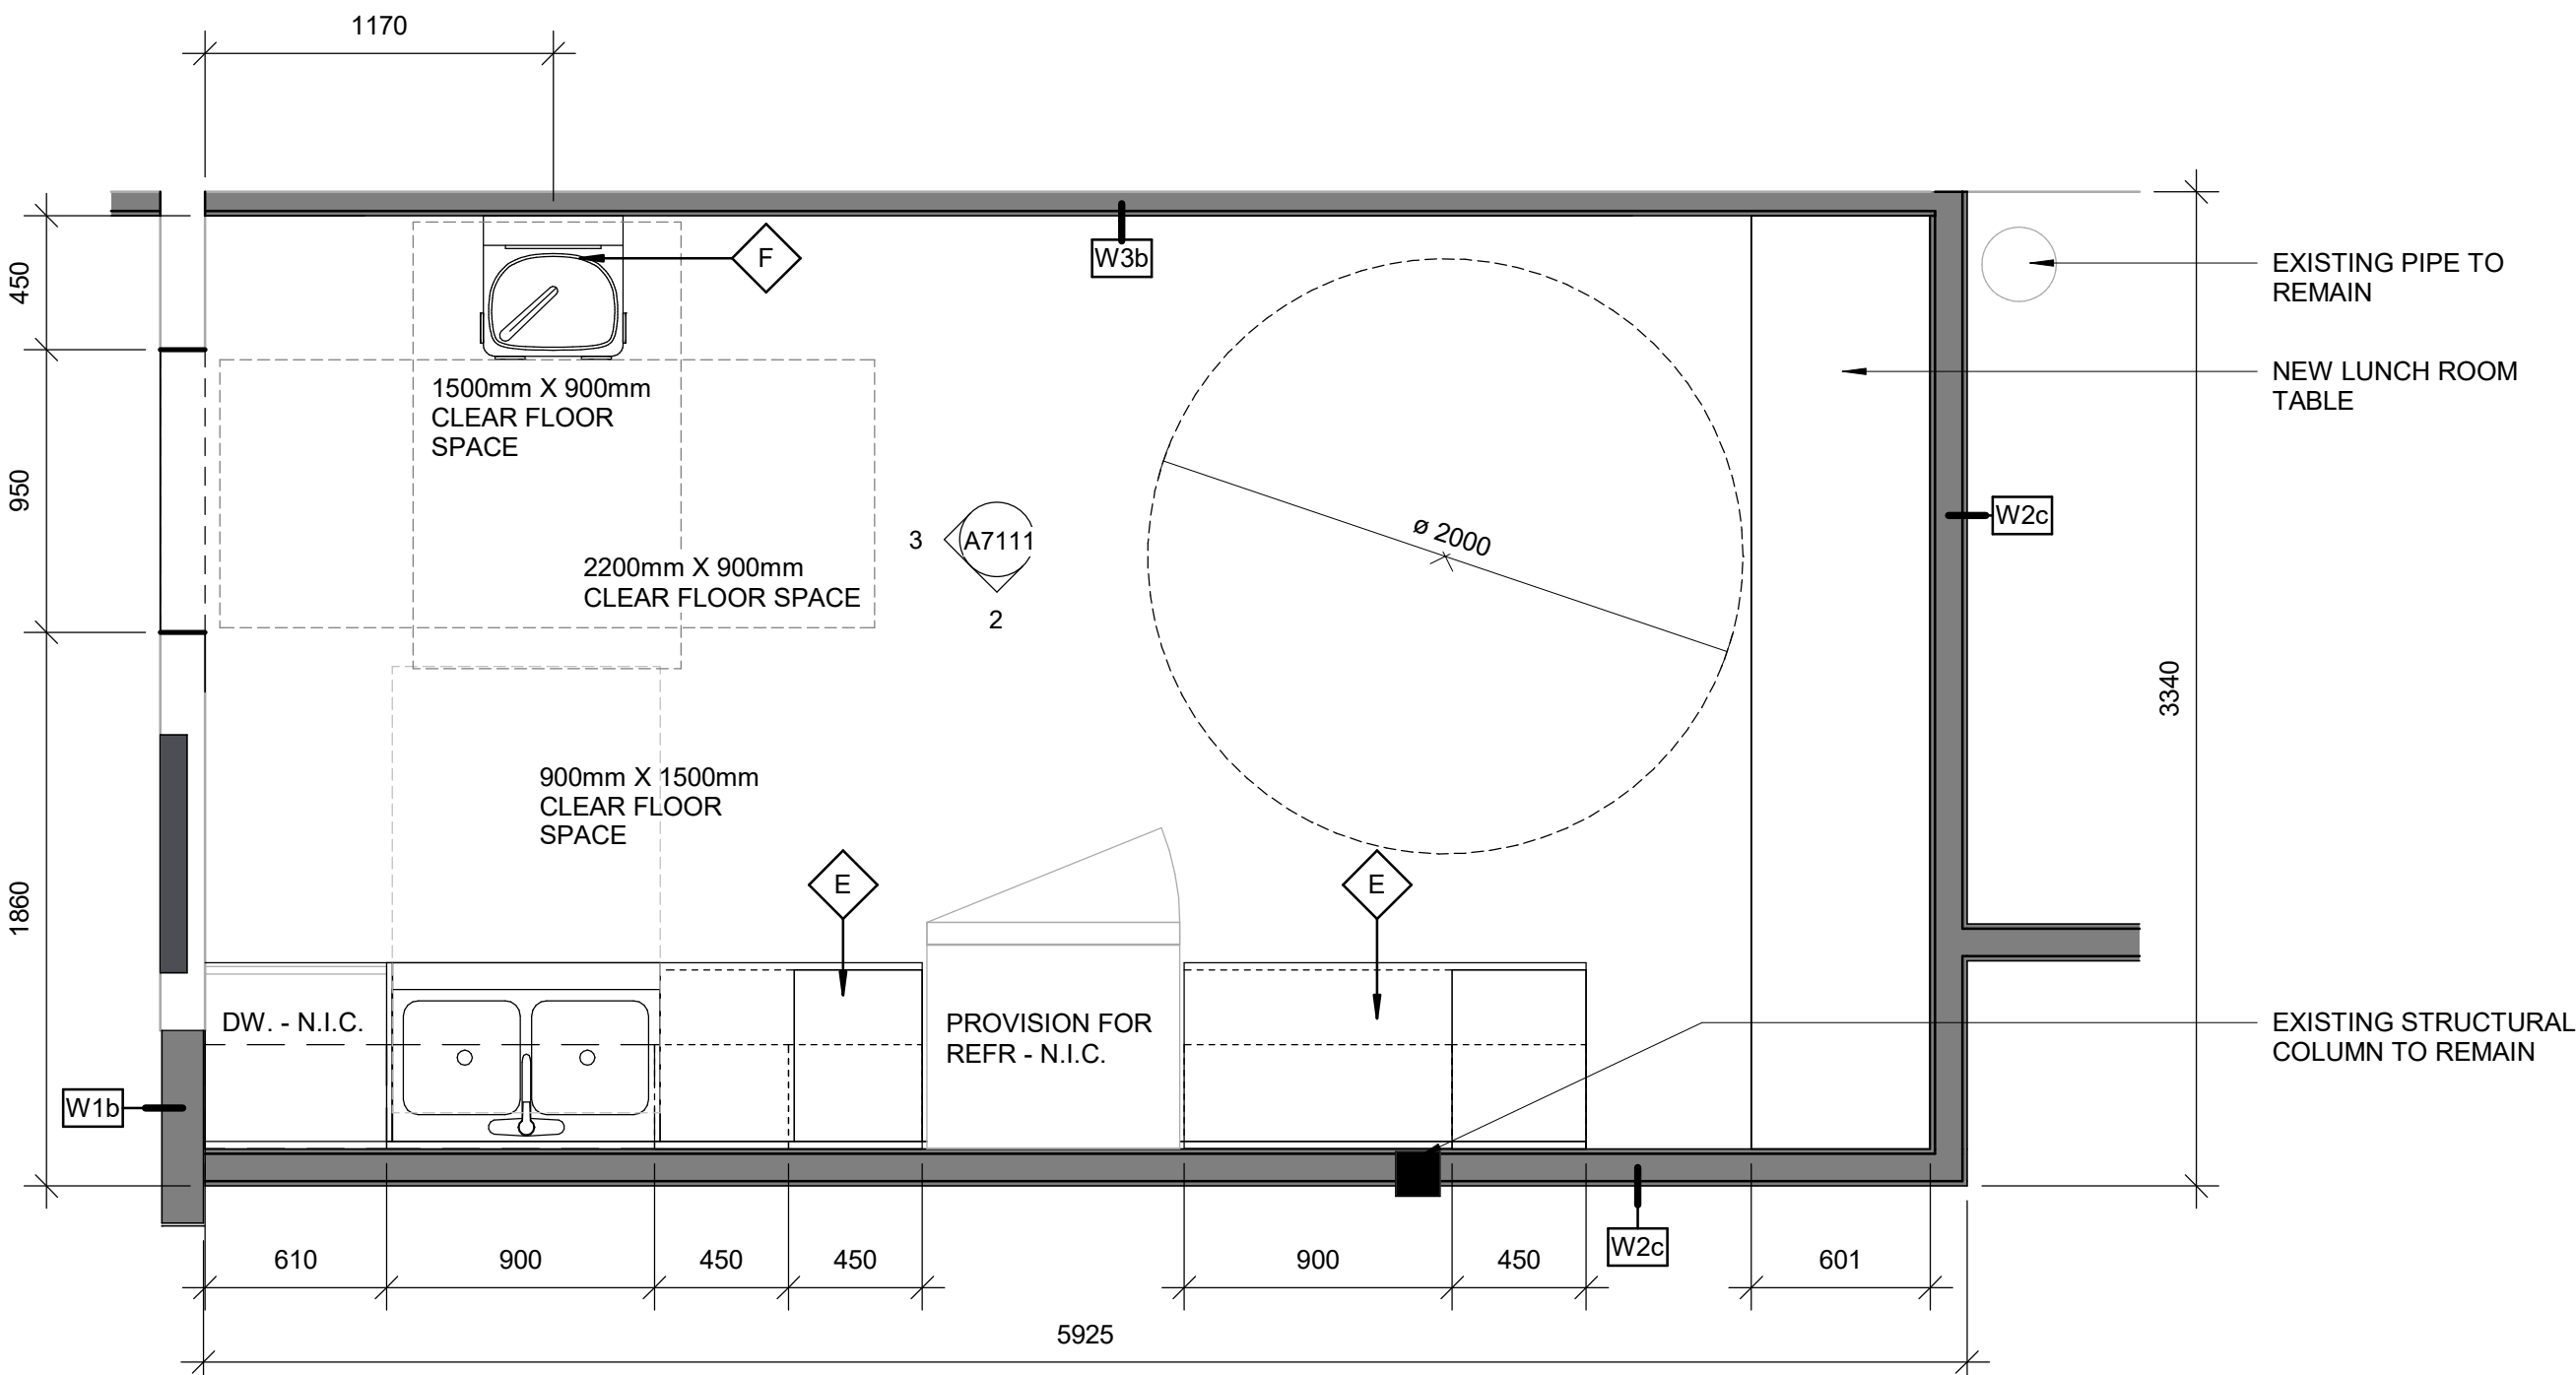 1170
F
W3b
450
EXISTING PIPE TO
REMAIN
NEW LUNCH ROOM
TABLE
1500mm X 900mm
CLEAR FLOOR
SPACE
950
W2c
ø 2000
3
A7111
2
2200mm X 900mm
CLEAR FLOOR SPACE
3340
900mm X 1500mm
CLEAR FLOOR
SPACE
1860
E
E
DW. - N.I.C.
PROVISION FOR
REFR - N.I.C.
EXISTING STRUCTURAL
COLUMN TO REMAIN
W1b
W2c
610
900
450
450
900
450
601
5925